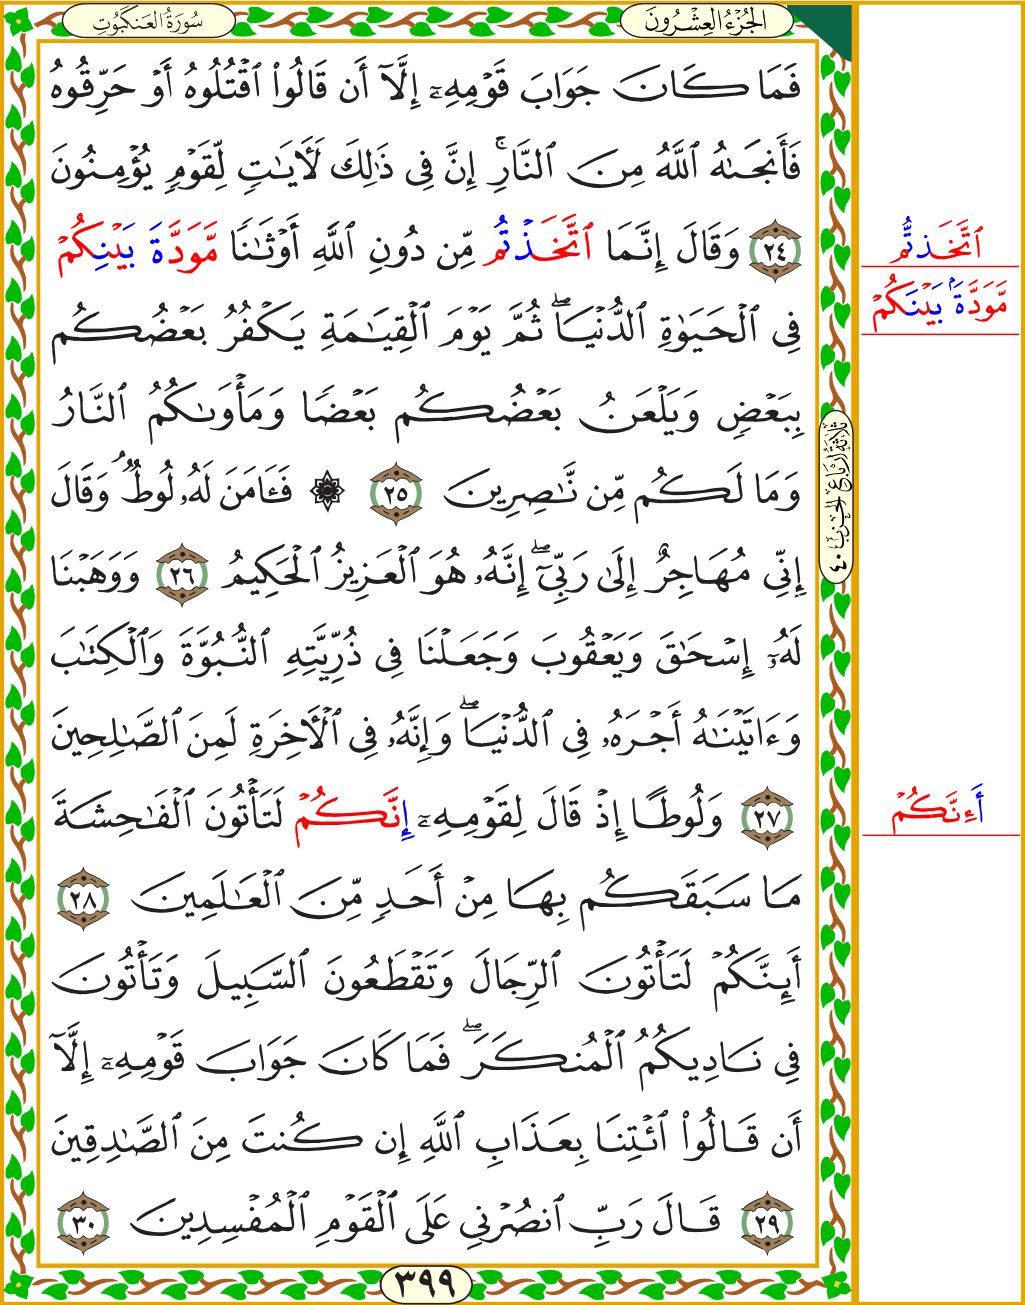 سُورَةُ العَنكَبُوتِ
الجُزْءُ العِشْرُونَ
فَمَا كَانَ جَوَابَ قَوْمِهِۦٓ إِلَّآ أَن قَالُوا۟ ٱقْتُلُوهُ أَوْ حَرِّقُوهُ
فَأَنجَىٰهُ ٱللَّهُ مِنَ ٱلنَّارِ ۚ إِنَّ فِى ذَٰلِكَ لَـَٔايَـٰتٍ لِّقَوْمٍ يُؤْمِنُونَ
٢٤ وَقَالَ إِنَّمَا ٱتَّخَذْتُم مِّن دُونِ ٱللَّهِ أَوْثَـٰنًا مَّوَدَّةَ بَيْنِكُمْ
فِى ٱلْحَيَوٰةِ ٱلدُّنْيَا ۖ ثُمَّ يَوْمَ ٱلْقِيَـٰمَةِ يَكْفُرُ بَعْضُكُم
بِبَعْضٍ وَيَلْعَنُ بَعْضُكُم بَعْضًا وَمَأْوَىٰكُمُ ٱلنَّارُ
وَمَا لَكُم مِّن نَّـٰصِرِينَ ٢٥ ۞ فَـَٔامَنَ لَهُۥ لُوطٌ ۘ وَقَالَ
إِنِّى مُهَاجِرٌ إِلَىٰ رَبِّىٓ ۖ إِنَّهُۥ هُوَ ٱلْعَزِيزُ ٱلْحَكِيمُ ٢٦ وَوَهَبْنَا
لَهُۥٓ إِسْحَـٰقَ وَيَعْقُوبَ وَجَعَلْنَا فِى ذُرِّيَّتِهِ ٱلنُّبُوَّةَ وَٱلْكِتَـٰبَ
وَءَاتَيْنَـٰهُ أَجْرَهُۥ فِى ٱلدُّنْيَا ۖ وَإِنَّهُۥ فِى ٱلْـَٔاخِرَةِ لَمِنَ ٱلصَّـٰلِحِينَ
٢٧ وَلُوطًا إِذْ قَالَ لِقَوْمِهِۦٓ إِنَّكُمْ لَتَأْتُونَ ٱلْفَـٰحِشَةَ
مَا سَبَقَكُم بِهَا مِنْ أَحَدٍ مِّنَ ٱلْعَـٰلَمِينَ ٢٨
أَئِنَّكُمْ لَتَأْتُونَ ٱلرِّجَالَ وَتَقْطَعُونَ ٱلسَّبِيلَ وَتَأْتُونَ
فِى نَادِيكُمُ ٱلْمُنكَرَ ۖ فَمَا كَانَ جَوَابَ قَوْمِهِۦٓ إِلَّآ
أَن قَالُوا۟ ٱئْتِنَا بِعَذَابِ ٱللَّهِ إِن كُنتَ مِنَ ٱلصَّـٰدِقِينَ
٢٩ قَالَ رَبِّ ٱنصُرْنِى عَلَى ٱلْقَوْمِ ٱلْمُفْسِدِينَ ٣٠
٣٩٩
ثلاثة أرباع الحزب ٤٠
ٱتَّخَذتُّم
مَّوَدَّةً بَيْنَكُمْ
أَءِنَّكُمْ